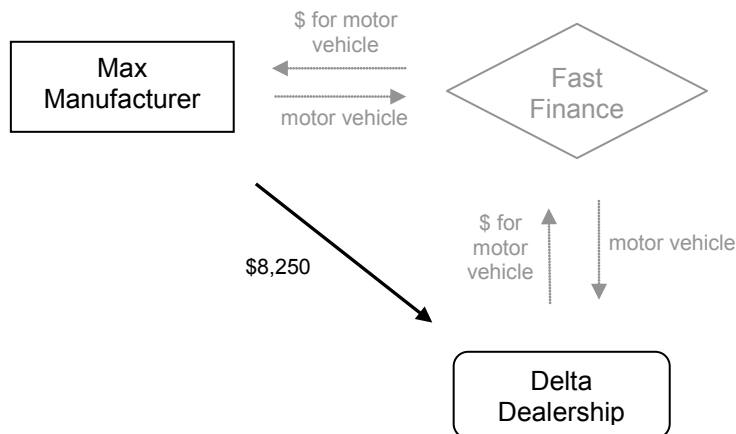 $ for motor
vehicle
Max
Manufacturer
Fast
Finance
motor vehicle
$8,250
$ for
motor
vehicle
motor vehicle
Delta
Dealership